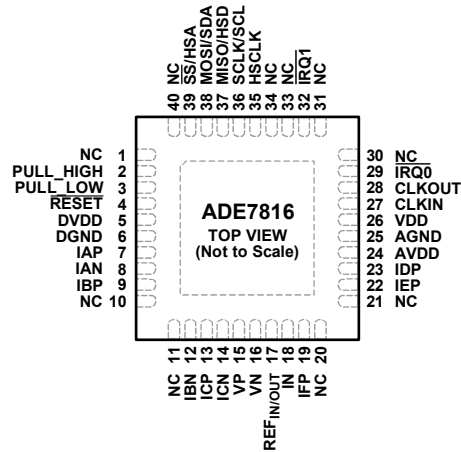 40 NC
39 SS/HSA
38 MOSI/SDA
37 MISO/HSD
36 SCLK/SCL
35 HSCLK
34 NC
33 NC
32 IRQ1
31 NC
NC 1
PULL_HIGH 2
PULL_LOW 3
RESET 4
DVDD 5
DGND 6
IAP 7
IAN 8
IBP 9
NC 10
ADE7816
TOP VIEW
(Not to Scale)
30 NC
29 IRQ0
28 CLKOUT
27 CLKIN
26 VDD
25 AGND
24 AVDD
23 IDP
22 IEP
21 NC
NC 11
IBN 12
ICP 13
ICN 14
VP 15
VN 16
REFIN/OUT 17
IN 18
IFP 19
NC 20